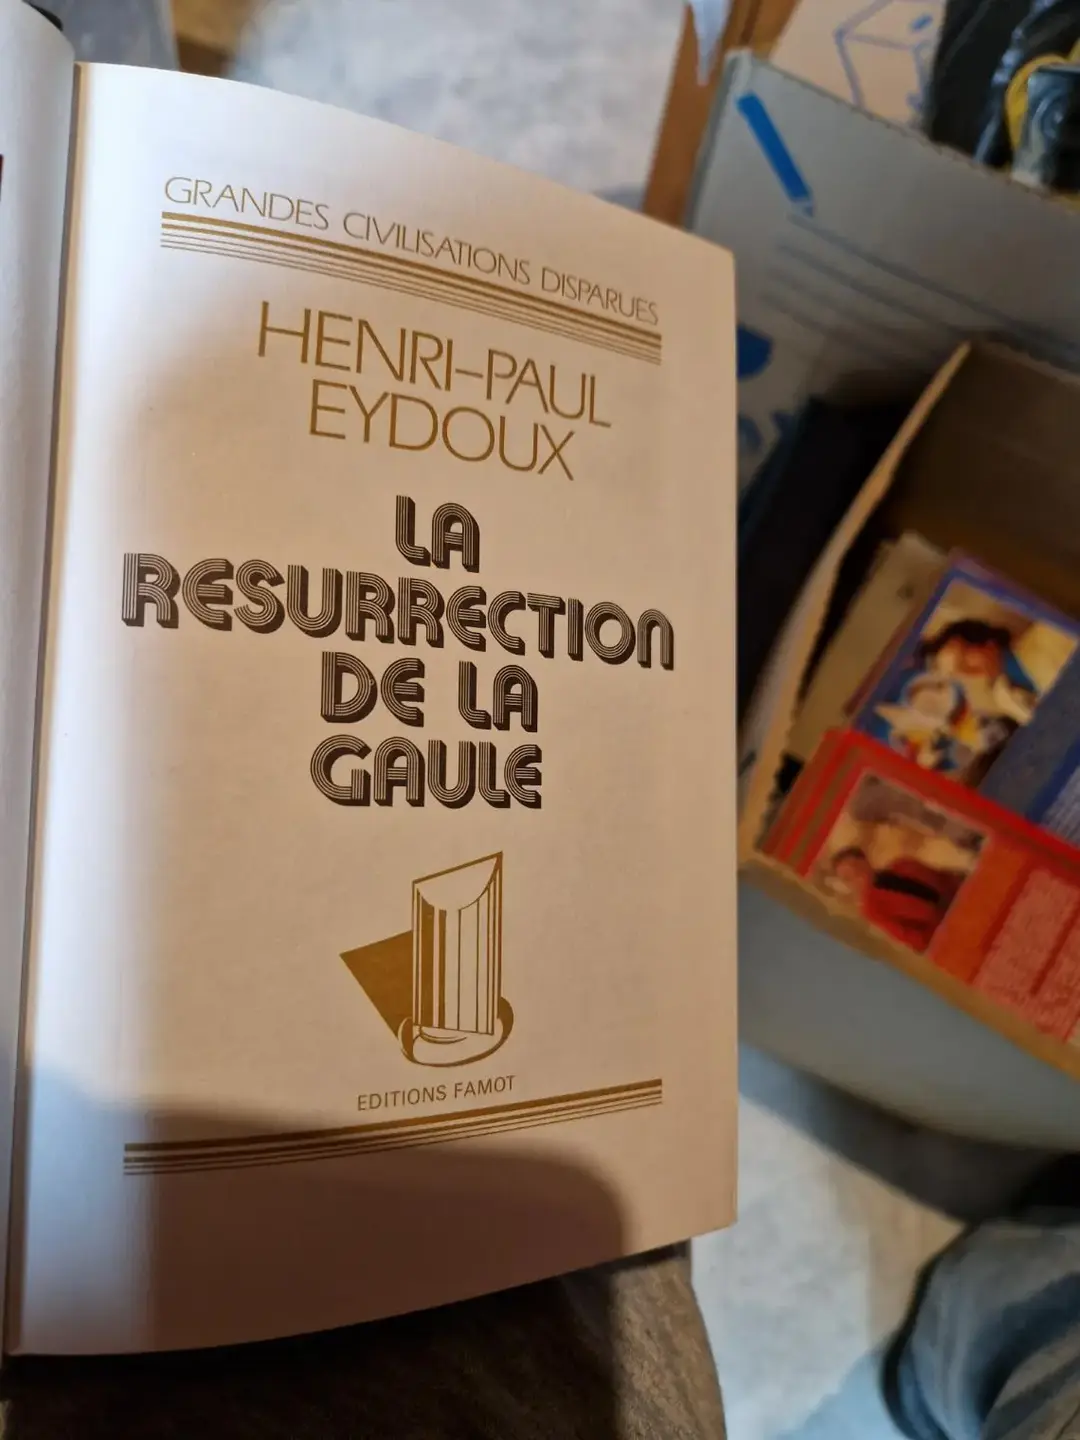 GRANDES CIVILISATIONS DISPARUES
HENRI-PAUL
EYDOUX
LA
RESURRECTION
DE LA
GAULE
EDITIONS FAMOT